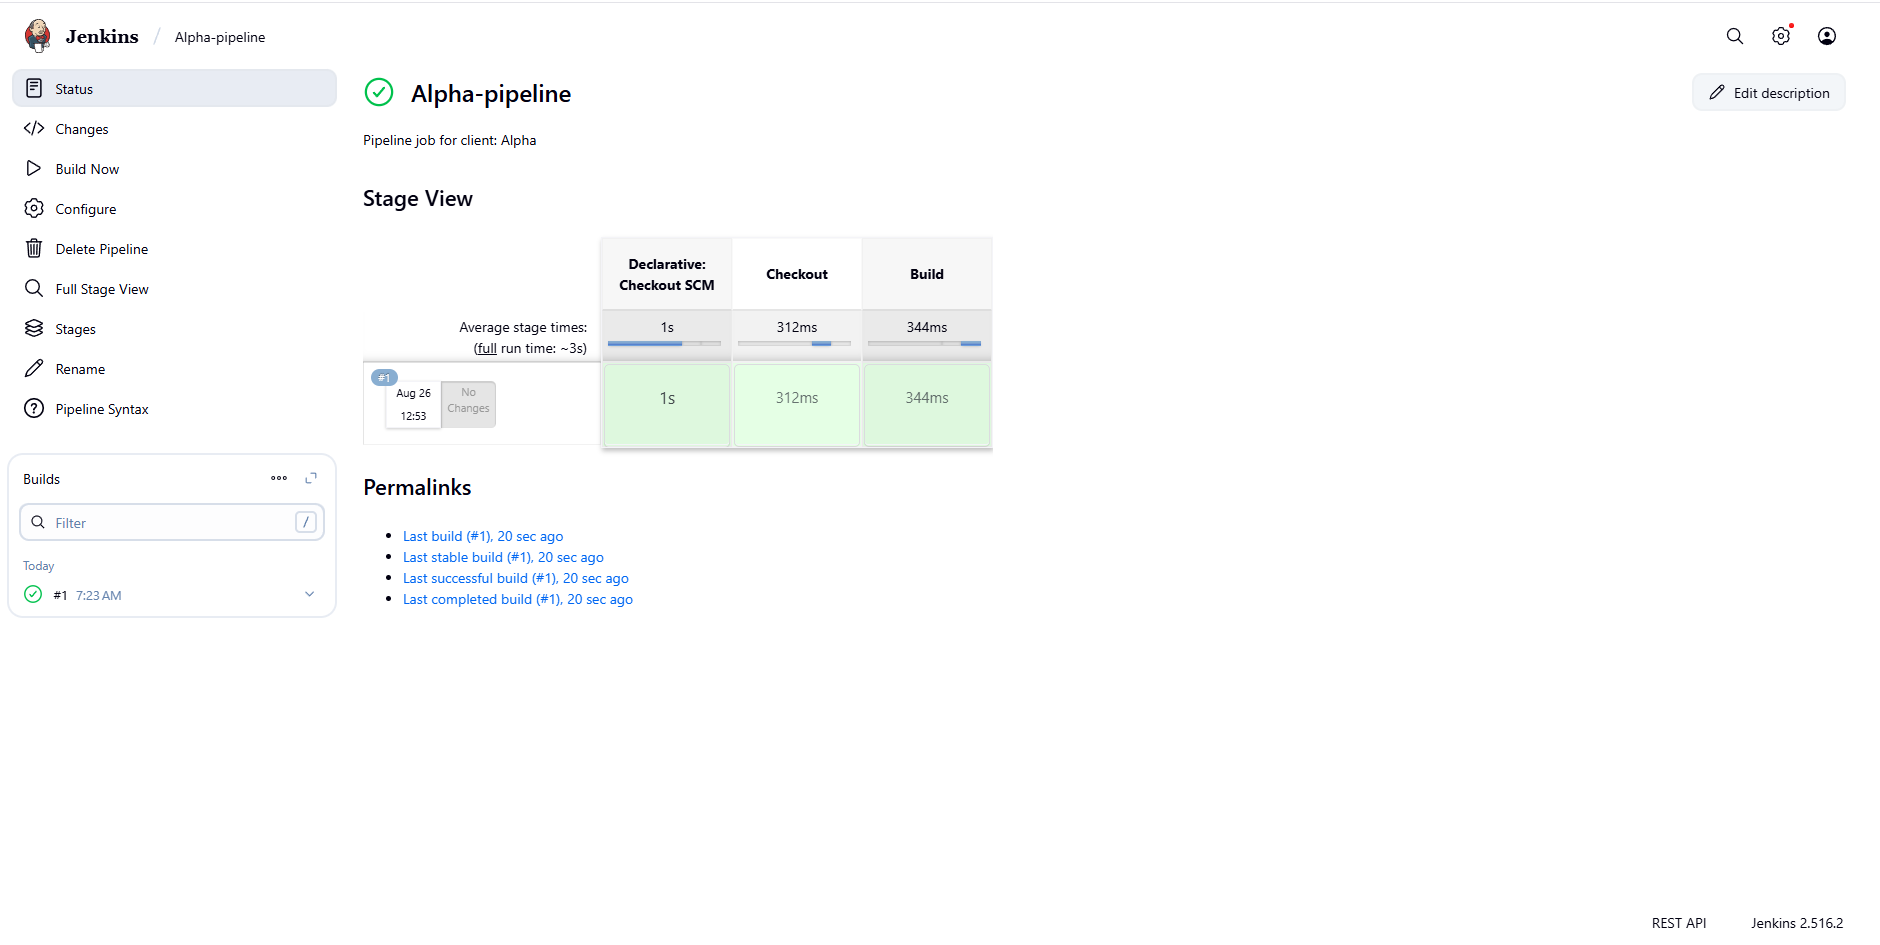 Jenkins / Alpha-pipeline
Status
Changes
Build Now
Configure
Delete Pipeline
Full Stage View
Stages
Rename
Pipeline Syntax
Builds
Filter /
Today
#1 7:23 AM
Alpha-pipeline
Edit description
Pipeline job for client: Alpha
Stage View
Declarative:
Checkout SCM
Checkout
Build
Average stage times:
(full run time: ~3s)
1s
312ms
344ms
#1
Aug 26
12:53
No
Changes
1s
312ms
344ms
Permalinks
Last build (#1), 20 sec ago
Last stable build (#1), 20 sec ago
Last successful build (#1), 20 sec ago
Last completed build (#1), 20 sec ago
REST API
Jenkins 2.516.2